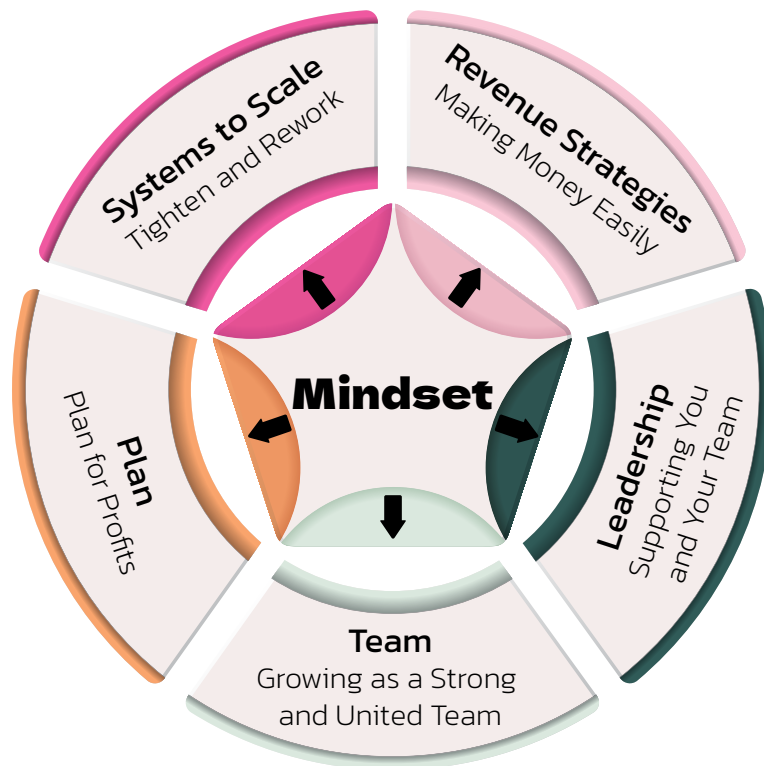 Systems to Scale
Tighten and Rework
Revenue Strategies
Making Money Easily
Mindset
Plan
Plan for Profits
Leadership
Supporting You
and Your Team
Team
Growing as a Strong
and United Team